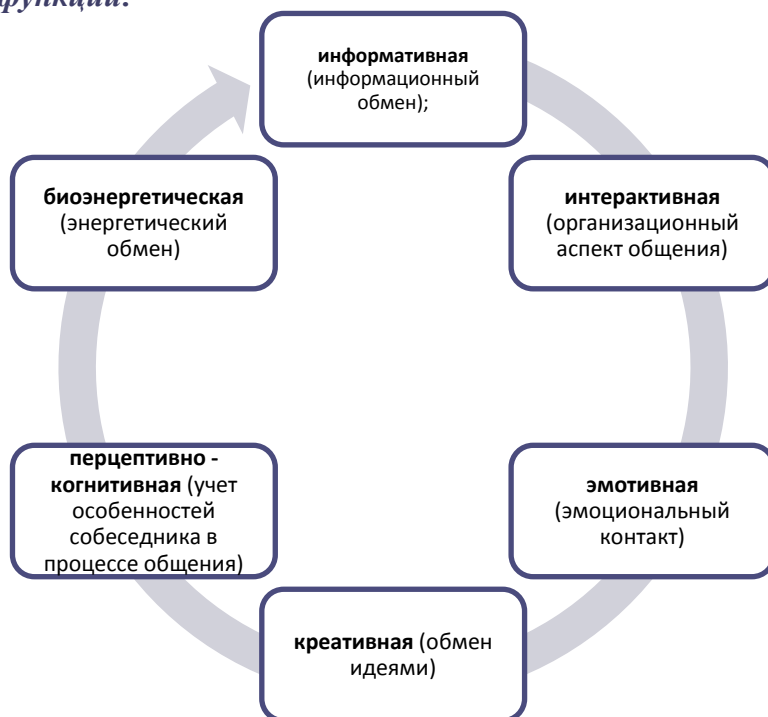 функции:
информативная
(информационный
обмен);
интерактивная
(организационный
аспект общения)
эмотивная
(эмоциональный
контакт)
креативная (обмен
идеями)
перцептивно -
когнитивная (учет
особенностей
собеседника в
процессе общения)
биоэнергетическая
(энергетический
обмен)